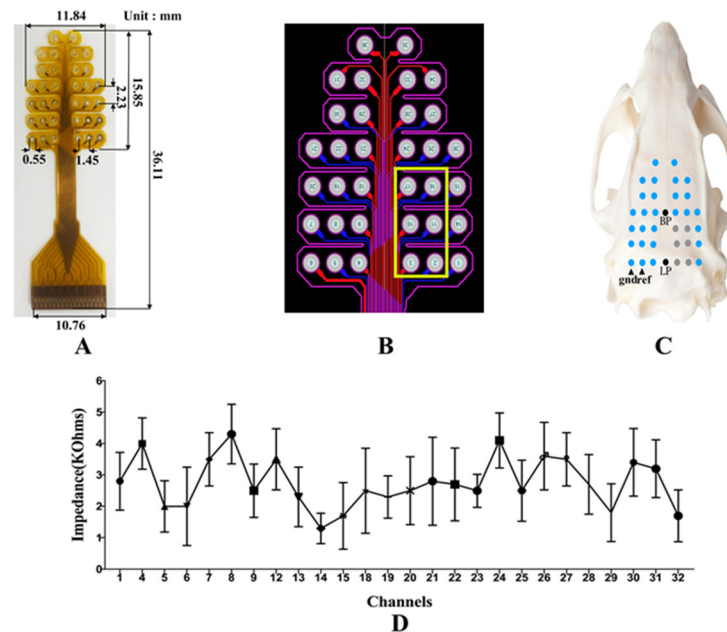 11.84
Unit : mm
2.23
15.85
36.11
0.55
1.45
10.76
A
B
BP
LP
gndref
C
6
5
4
3
2
1
0
Impedance(KOhms)
1 4 5 6 7 8 9 12 13 14 15 18 19 20 21 22 23 24 25 26 27 28 29 30 31 32
Channels
D